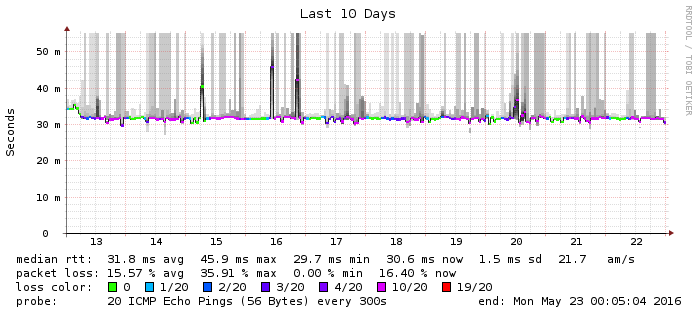 Last 10 Days
RRDTOOL / TOBI OETIKER
Seconds
50 m
40 m
30 m
20 m
10 m
0
13 14 15 16 17 18 19 20 21 22
median rtt: 31.8 ms avg 45.9 ms max 29.7 ms min 30.6 ms now 1.5 ms sd 21.7 am/s
packet loss: 15.57 % avg 35.91 % max 0.00 % min 16.40 % now
loss color: 0 1/20 2/20 3/20 4/20 10/20 19/20
probe: 20 ICMP Echo Pings (56 Bytes) every 300s end: Mon May 23 00:05:04 2016